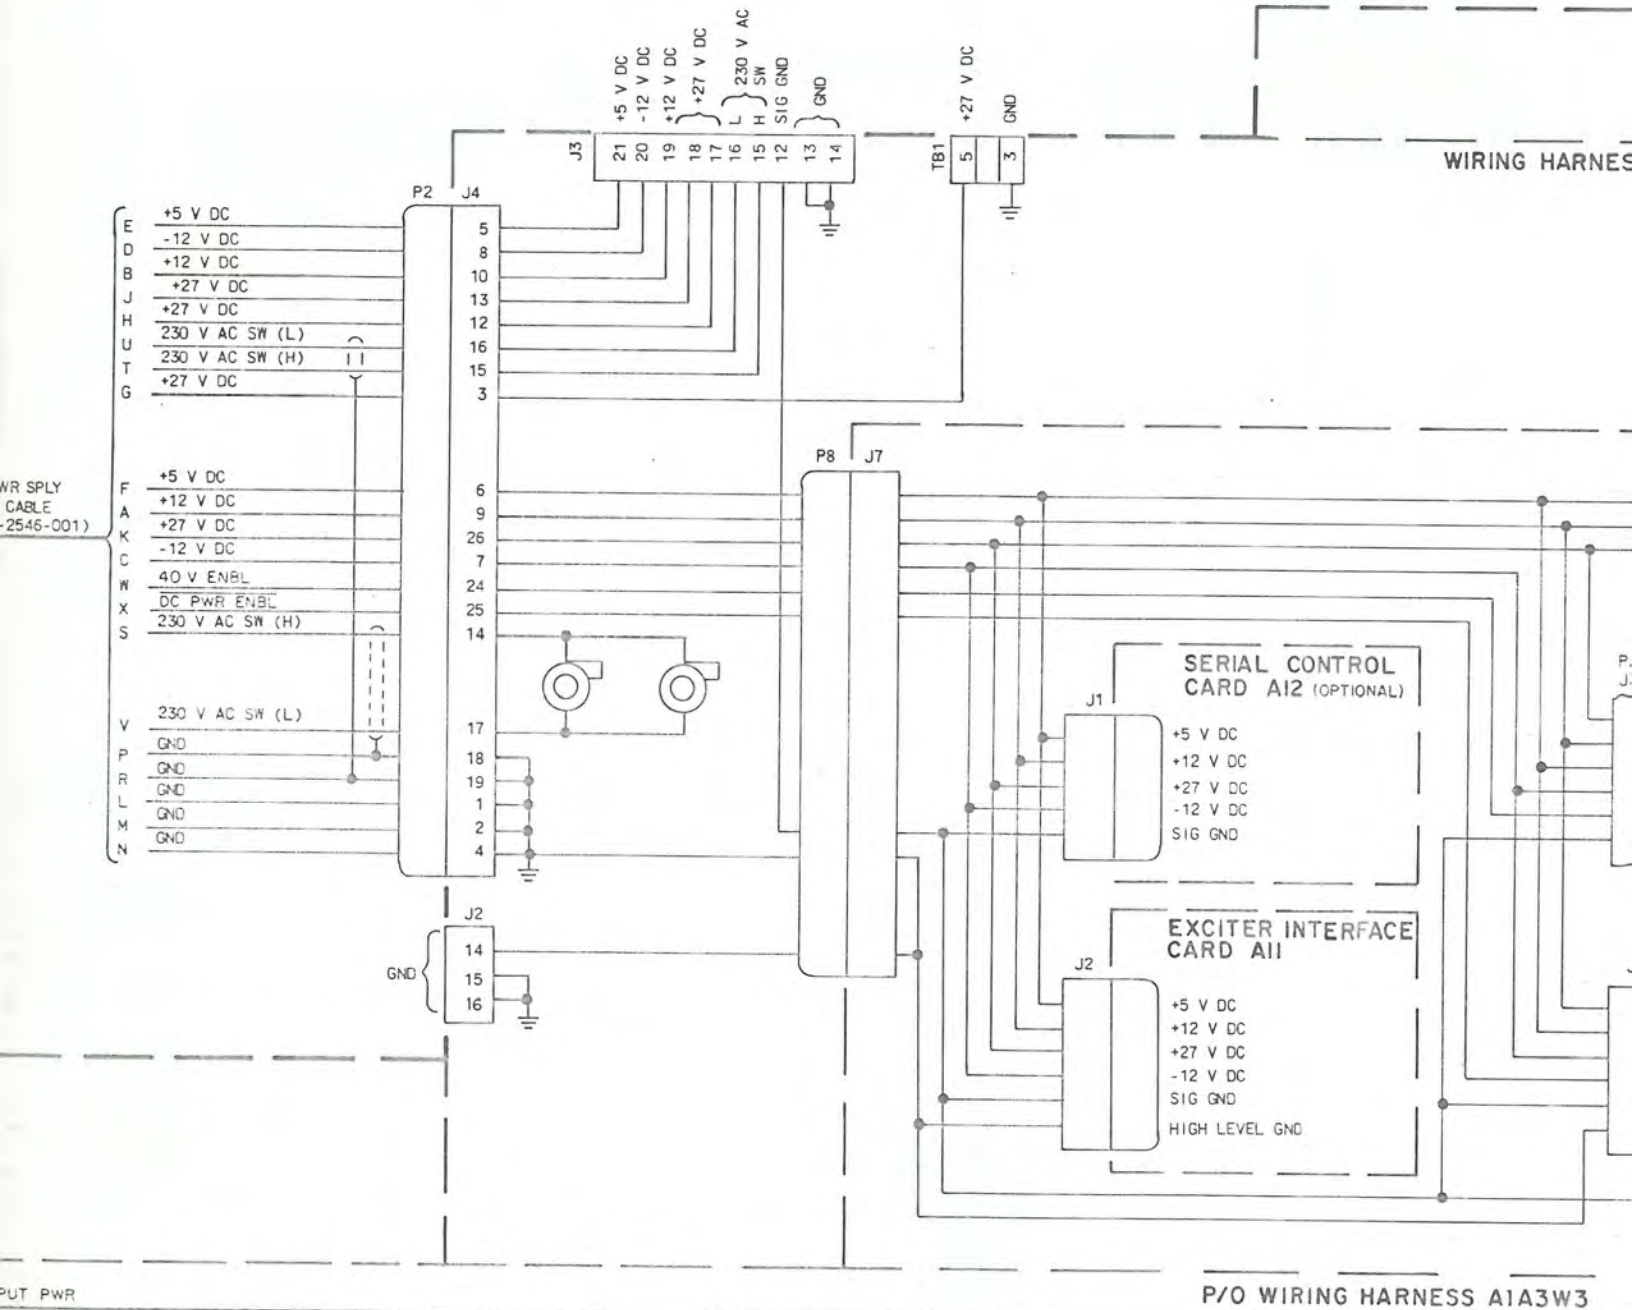 +5 V DC
-12 V DC
+12 V DC
+27 V DC
L
230 V AC
H
SW
SIG GND
GND
J3
21
20
19
18
17
16
15
12
13
14
+27 V DC
GND
TB1
5
3
WIRING HARNES
P2
J4
E +5 V DC 5
D -12 V DC 8
B +12 V DC 10
J +27 V DC 13
H +27 V DC 12
U 230 V AC SW (L) 16
T 230 V AC SW (H) 15
G +27 V DC 3
P8
J7
WR SPLY
CABLE
-2546-001)
F +5 V DC 6
A +12 V DC 9
K +27 V DC 26
C -12 V DC 7
W 40 V ENBL 24
X DC PWR ENBL 25
S 230 V AC SW (H) 14
V 230 V AC SW (L) 17
P GND 18
R GND 19
L GND 1
M GND 2
N GND 4
SERIAL CONTROL
CARD A12 (OPTIONAL)
J1
+5 V DC
+12 V DC
+27 V DC
-12 V DC
SIG GND
J2
GND
14
15
16
EXCITER INTERFACE
CARD A11
J2
+5 V DC
+12 V DC
+27 V DC
-12 V DC
SIG GND
HIGH LEVEL GND
PUT PWR
P/O WIRING HARNESS A1A3W3